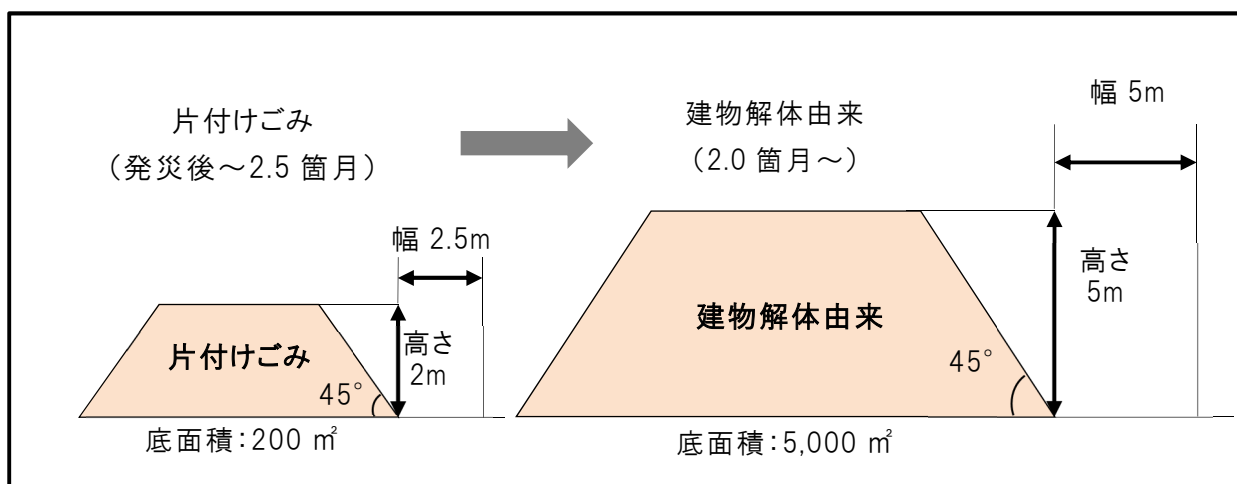 片付けごみ
（発災後～2.5 箇月）
建物解体由来
（2.0 箇月～）
幅 5m
幅 2.5m
高さ
5m
建物解体由来
片付けごみ
高さ
2m
45°
45°
底面積：200 ㎡
底面積：5,000 ㎡